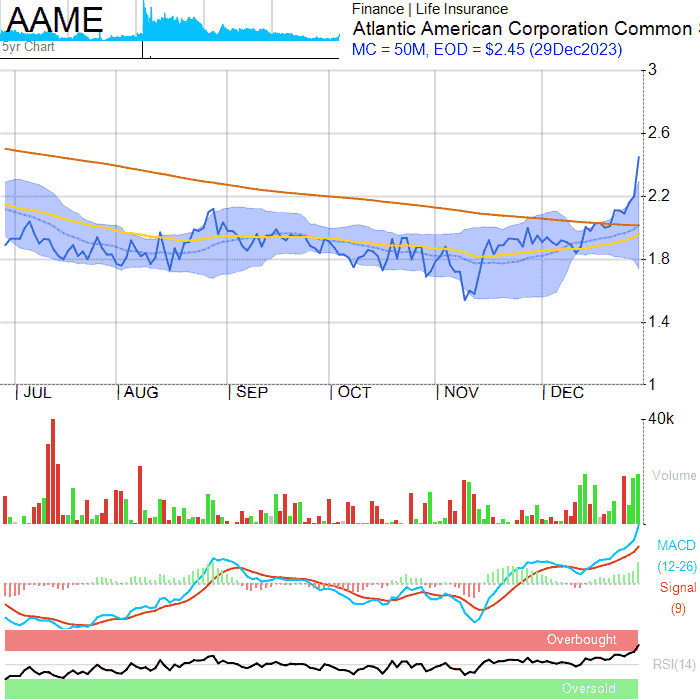 AAME
5yr Chart
Finance | Life Insurance
Atlantic American Corporation Common
MC = 50M, EOD = $2.45 (29Dec2023)
3
2.6
2.2
1.8
1.4
1
JUL AUG SEP OCT NOV DEC
40k
Volume
MACD
(12-26)
Signal
(9)
Overbought
RSI(14)
Oversold